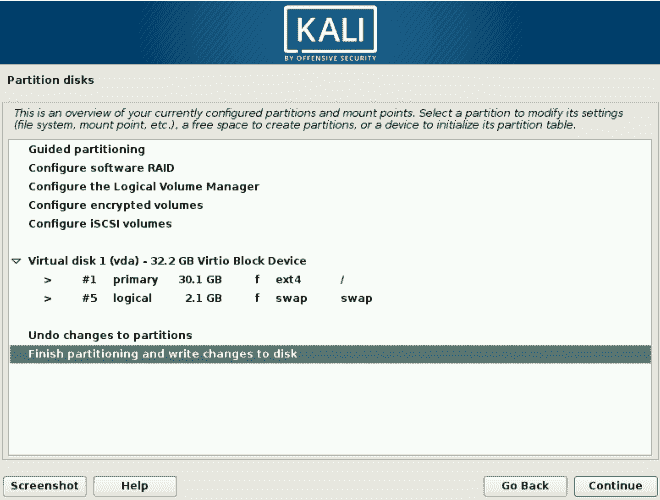 KALI
BY OFFENSIVE SECURITY
Partition disks
This is an overview of your currently configured partitions and mount points. Select a partition to modify its settings
(file system, mount point, etc.), a free space to create partitions, or a device to initialize its partition table.
Guided partitioning
Configure software RAID
Configure the Logical Volume Manager
Configure encrypted volumes
Configure iSCSI volumes
Virtual disk 1 (vda) - 32.2 GB Virtio Block Device
> #1 primary 30.1 GB f ext4 /
> #5 logical 2.1 GB f swap swap
Undo changes to partitions
Finish partitioning and write changes to disk
Screenshot Help Go Back Continue